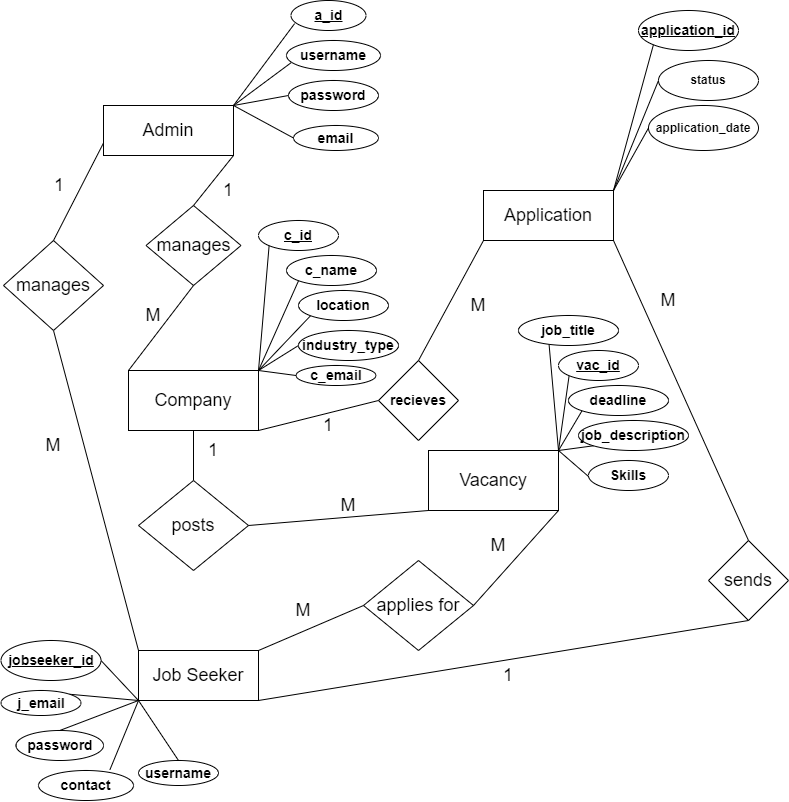 a_id
application_id
username
status
password
application_date
Admin
email
1
1
Application
c_id
manages
manages
c_name
M
location
M
M
job_title
industry_type
vac_id
c_email
Company
recieves
deadline
1
job_description
M
1
Vacancy
Skills
M
posts
M
sends
M
applies for
jobseeker_id
Job Seeker
1
j_email
password
username
contact